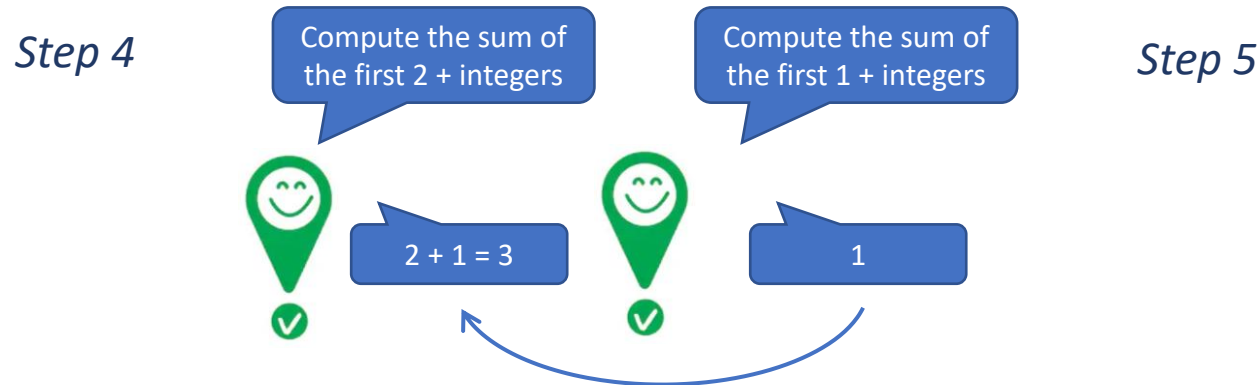 Step 4
Compute the sum of
the first 2 + integers
Compute the sum of
the first 1 + integers
Step 5
2 + 1 = 3
1